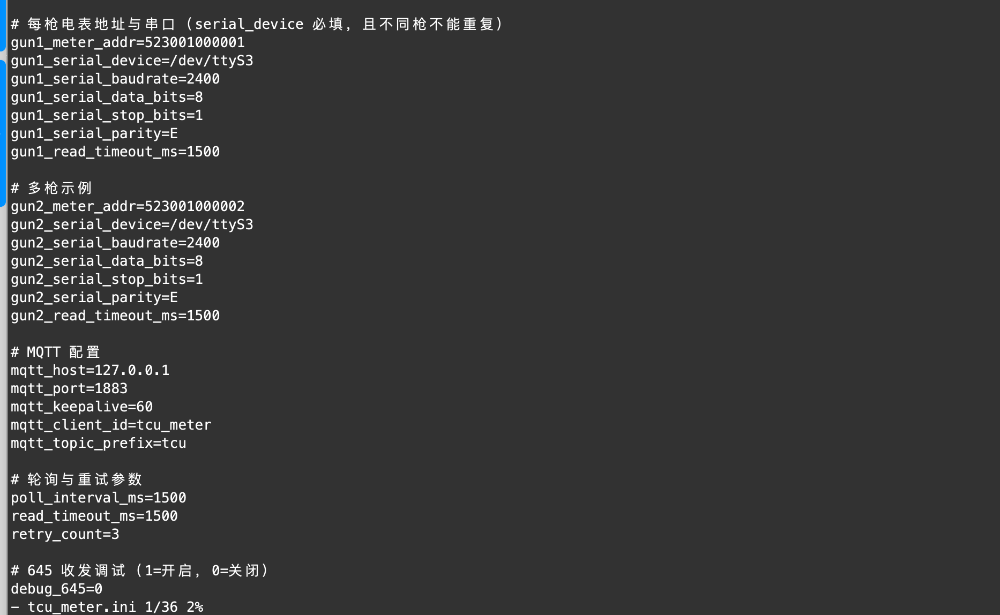 # 每枪电表地址与串口（serial_device 必填，且不同枪不能重复）
gun1_meter_addr=523001000001
gun1_serial_device=/dev/ttyS3
gun1_serial_baudrate=2400
gun1_serial_data_bits=8
gun1_serial_stop_bits=1
gun1_serial_parity=E
gun1_read_timeout_ms=1500
# 多枪示例
gun2_meter_addr=523001000002
gun2_serial_device=/dev/ttyS3
gun2_serial_baudrate=2400
gun2_serial_data_bits=8
gun2_serial_stop_bits=1
gun2_serial_parity=E
gun2_read_timeout_ms=1500
# MQTT 配置
mqtt_host=127.0.0.1
mqtt_port=1883
mqtt_keepalive=60
mqtt_client_id=tcu_meter
mqtt_topic_prefix=tcu
# 轮询与重试参数
poll_interval_ms=1500
read_timeout_ms=1500
retry_count=3
# 645 收发调试（1=开启，0=关闭）
debug_645=0
- tcu_meter.ini 1/36 2%